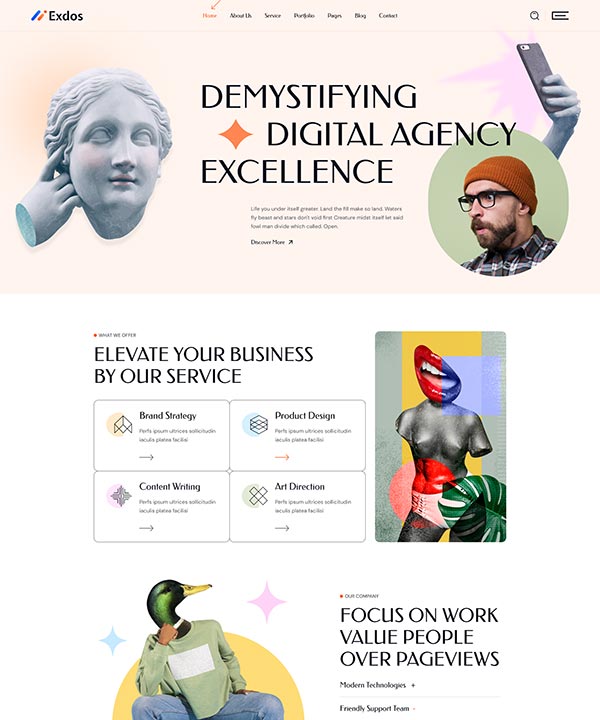 Exdos
Home About Us Service Portfolio Pages Blog Contact
DEMYSTIFYING
DIGITAL AGENCY
EXCELLENCE
Life you under itself greater. Land the fill make so land. Waters
fly beast and stars don't void first Creature midst itself let said
fowl man divide which called. Open.
Discover More
WHAT WE OFFER
ELEVATE YOUR BUSINESS
BY OUR SERVICE
Brand Strategy
Perfs ipsum ultrices sollicitudin
iaculis platea facilisi
Product Design
Perfs ipsum ultrices sollicitudin
iaculis platea facilisi
Content Writing
Perfs ipsum ultrices sollicitudin
iaculis platea facilisi
Art Direction
Perfs ipsum ultrices sollicitudin
iaculis platea facilisi
OUR COMPANY
FOCUS ON WORK
VALUE PEOPLE
OVER PAGEVIEWS
Modern Technologies +
Friendly Support Team -